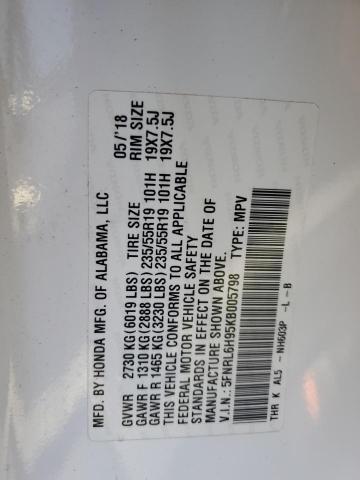 MFD. BY HONDA MFG. OF ALABAMA, LLC 05/'18
GVWR 2730 KG(6019 LBS) TIRE SIZE RIM SIZE
GAWR F 1310 KG(2888 LBS)235/55R19 101H 19X7.5J
GAWR R 1465 KG(3230 LBS)235/55R19 101H 19X7.5J
THIS VEHICLE CONFORMS TO ALL APPLICABLE
FEDERAL MOTOR VEHICLE SAFETY
STANDARDS IN EFFECT ON THE DATE OF
MANUFACTURE SHOWN ABOVE.
V.I.N.: 5FNRL6H95KB005798 TYPE: MPV
THR K AL5 - NH603P -L-B